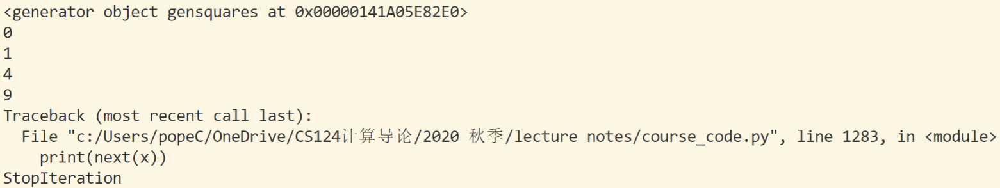 <generator object gensquares at 0x00000141A05E82E0>
0
1
4
9
Traceback (most recent call last):
  File "c:/Users/popeC/OneDrive/CS124计算导论/2020 秋季/lecture notes/course_code.py", line 1283, in <module>
    print(next(x))
StopIteration